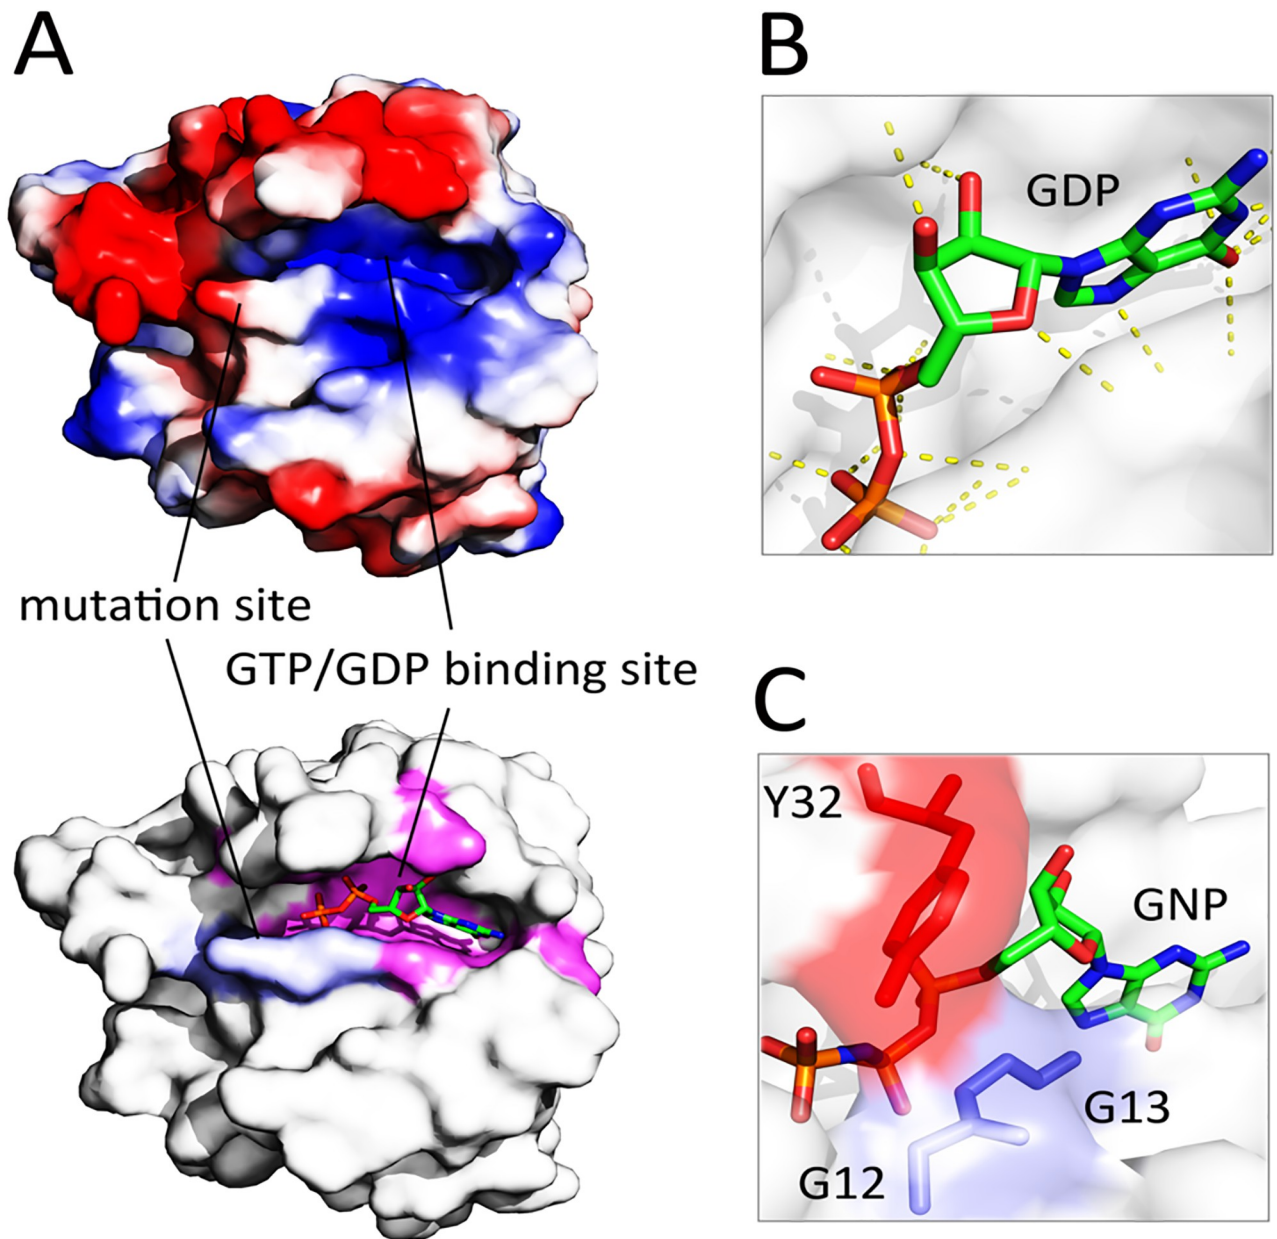 A
B
GDP
mutation site
GTP/GDP binding site
C
Y32
GNP
G13
G12